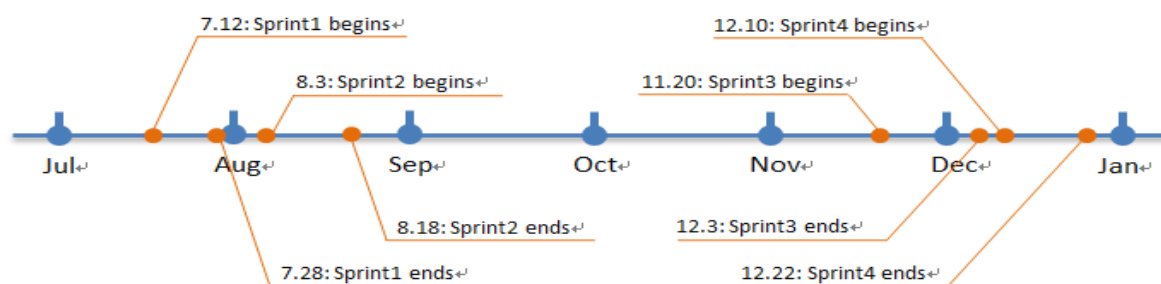 7.12: Sprint1 begins↵
12.10: Sprint4 begins↵
8.3: Sprint2 begins↵
11.20: Sprint3 begins↵
Jul↵
Aug↵
Sep↵
Oct↵
Nov↵
Dec↵
Jan↵
8.18: Sprint2 ends↵
12.3: Sprint3 ends↵
7.28: Sprint1 ends↵
12.22: Sprint4 ends↵